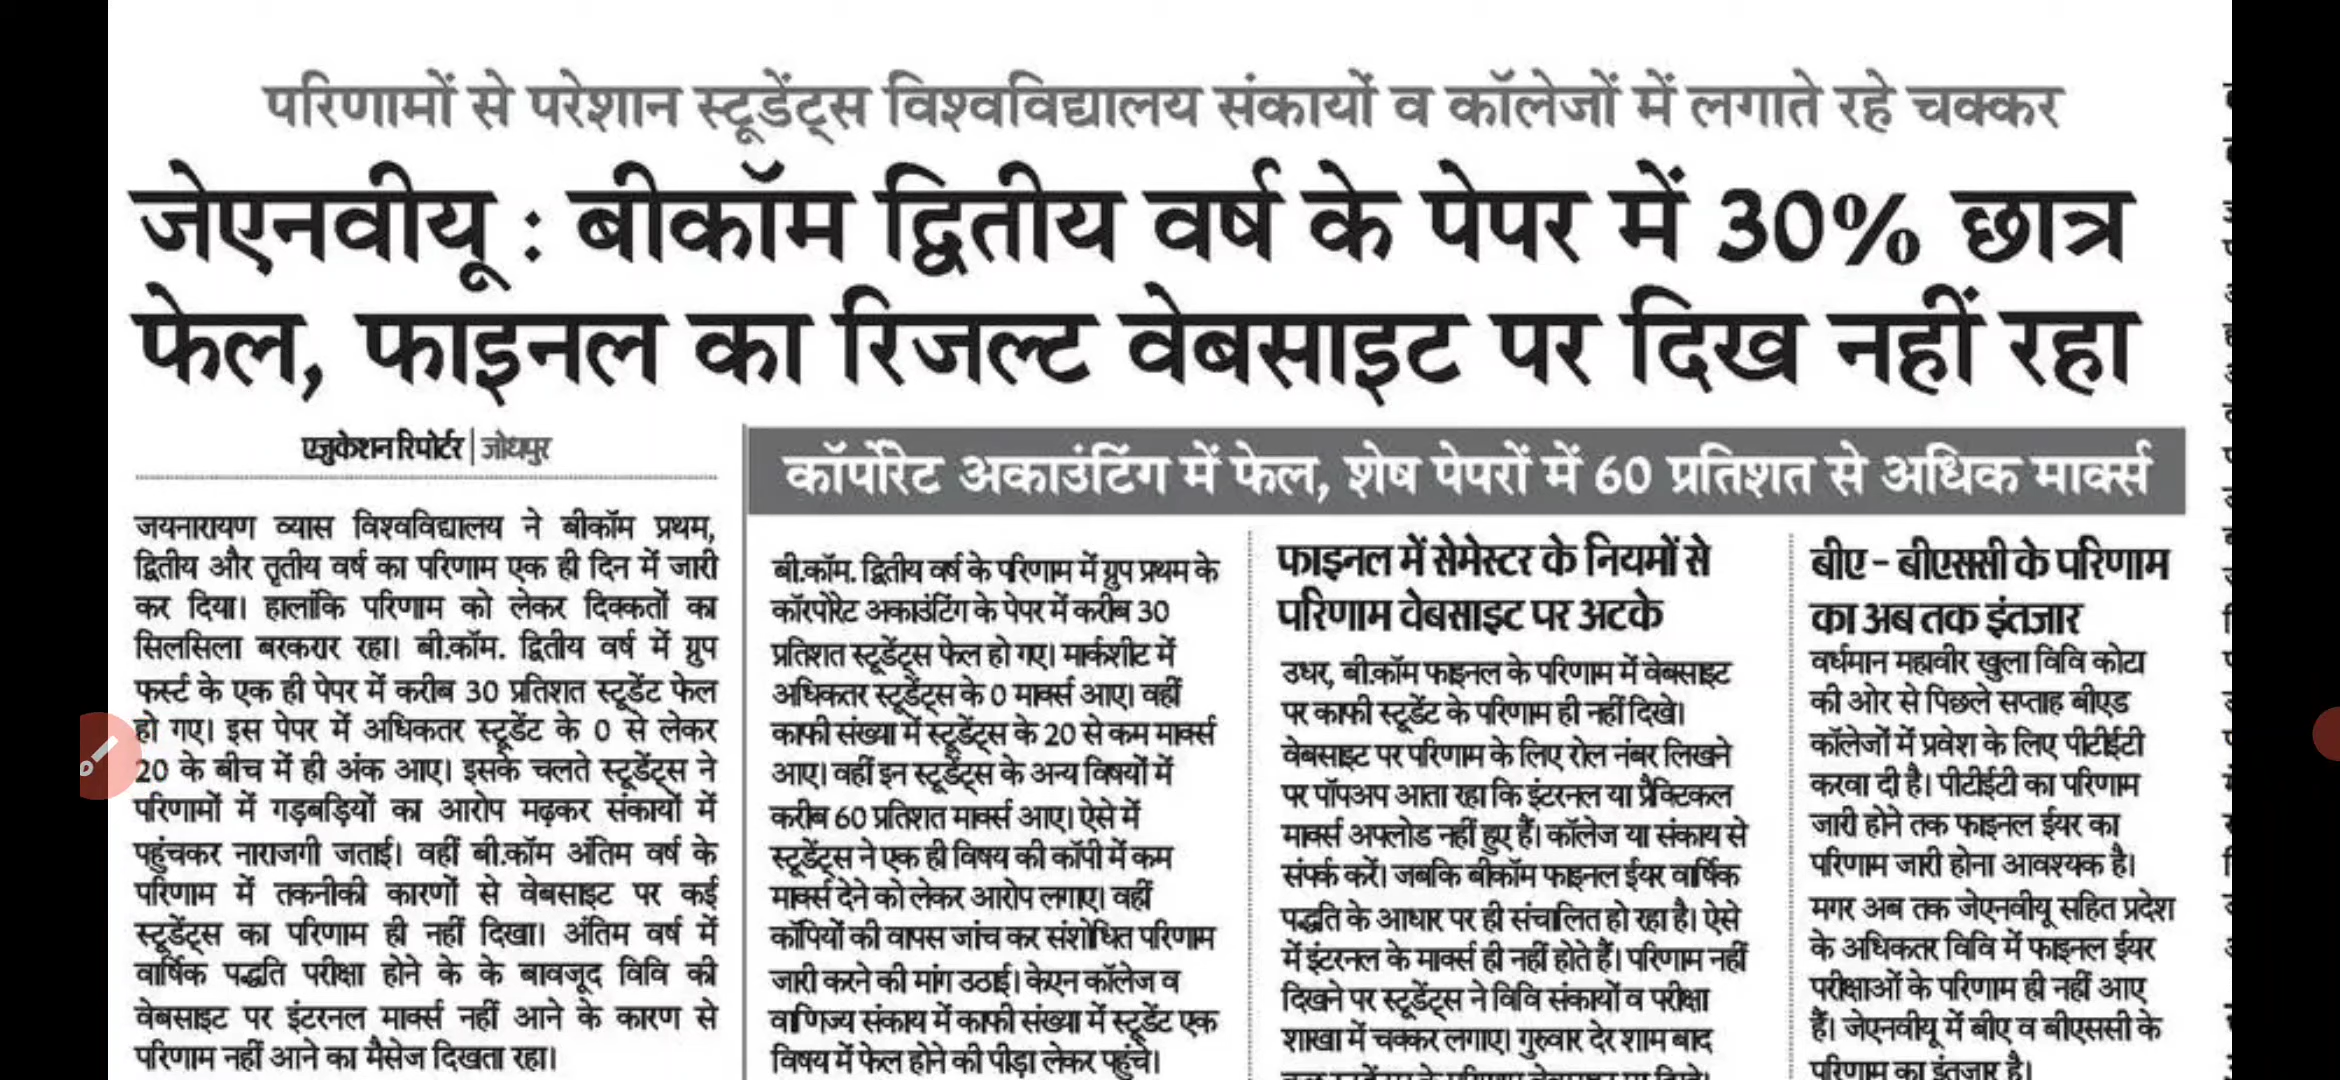 परिणामों से परेशान स्टूडेंट्स विश्वविद्यालय संकायों व कॉलेजों में लगाते रहे चक्कर
जेएनवीयू : बीकॉम द्वितीय वर्ष के पेपर में 30% छात्र
फेल, फाइनल का रिजल्ट वेबसाइट पर दिख नहीं रहा
एजुकेशन रिपोर्टर | जोधपुर
जयनारायण व्यास विश्वविद्यालय ने बीकॉम प्रथम,
द्वितीय और तृतीय वर्ष का परिणाम एक ही दिन में जारी
कर दिया। हालांकि परिणाम को लेकर दिक्कतों का
सिलसिला बरकरार रहा। बी.कॉम. द्वितीय वर्ष में ग्रुप
फर्स्ट के एक ही पेपर में करीब 30 प्रतिशत स्टूडेंट फेल
हो गए। इस पेपर में अधिकतर स्टूडेंट के 0 से लेकर
20 के बीच में ही अंक आए। इसके चलते स्टूडेंट्स ने
परिणामों में गड़बड़ियों का आरोप मढ़कर संकायों में
पहुंचकर नाराजगी जताई। वहीं बी.कॉम अंतिम वर्ष के
परिणाम में तकनीकी कारणों से वेबसाइट पर कई
स्टूडेंट्स का परिणाम ही नहीं दिखा। अंतिम वर्ष में
वार्षिक पद्धति परीक्षा होने के के बावजूद विवि की
वेबसाइट पर इंटरनल मार्क्स नहीं आने के कारण से
परिणाम नहीं आने का मैसेज दिखता रहा।
कॉर्पोरेट अकाउंटिंग में फेल, शेष पेपरों में 60 प्रतिशत से अधिक मार्क्स
बी.कॉम. द्वितीय वर्ष के परिणाम में ग्रुप प्रथम के
कॉरपोरेट अकाउंटिंग के पेपर में करीब 30
प्रतिशत स्टूडेंट्स फेल हो गए। मार्कशीट में
अधिकतर स्टूडेंट्स के 0 मार्क्स आए। वहीं
काफी संख्या में स्टूडेंट्स के 20 से कम मार्क्स
आए। वहीं इन स्टूडेंट्स के अन्य विषयों में
करीब 60 प्रतिशत मार्क्स आए। ऐसे में
स्टूडेंट्स ने एक ही विषय की कॉपी में कम
मार्क्स देने को लेकर आरोप लगाए। वहीं
कॉपियों की वापस जांच कर संशोधित परिणाम
जारी करने की मांग उठाई। केएन कॉलेज व
वाणिज्य संकाय में काफी संख्या में स्टूडेंट एक
विषय में फेल होने की पीड़ा लेकर पहुंचे।
फाइनल में सेमेस्टर के नियमों से
परिणाम वेबसाइट पर अटके
उधर, बी.कॉम फाइनल के परिणाम में वेबसाइट
पर काफी स्टूडेंट के परिणाम ही नहीं दिखे।
वेबसाइट पर परिणाम के लिए रोल नंबर लिखने
पर पॉपअप आता रहा कि इंटरनल या प्रैक्टिकल
मार्क्स अपलोड नहीं हुए हैं। कॉलेज या संकाय से
संपर्क करें। जबकि बीकॉम फाइनल ईयर वार्षिक
पद्धति के आधार पर ही संचालित हो रहा है। ऐसे
में इंटरनल के मार्क्स ही नहीं होते हैं। परिणाम नहीं
दिखने पर स्टूडेंट्स ने विवि संकायों व परीक्षा
शाखा में चक्कर लगाए। गुरुवार देर शाम बाद
बीए - बीएससी के परिणाम
का अब तक इंतजार
वर्धमान महावीर खुला विवि कोटा
की ओर से पिछले सप्ताह बीएड
कॉलेजों में प्रवेश के लिए पीटीईटी
करवा दी है। पीटीईटी का परिणाम
जारी होने तक फाइनल ईयर का
परिणाम जारी होना आवश्यक है।
मगर अब तक जेएनवीयू सहित प्रदेश
के अधिकतर विवि में फाइनल ईयर
परीक्षाओं के परिणाम ही नहीं आए
हैं। जेएनवीयू में बीए व बीएससी के
परिणाम का इंतजार है।